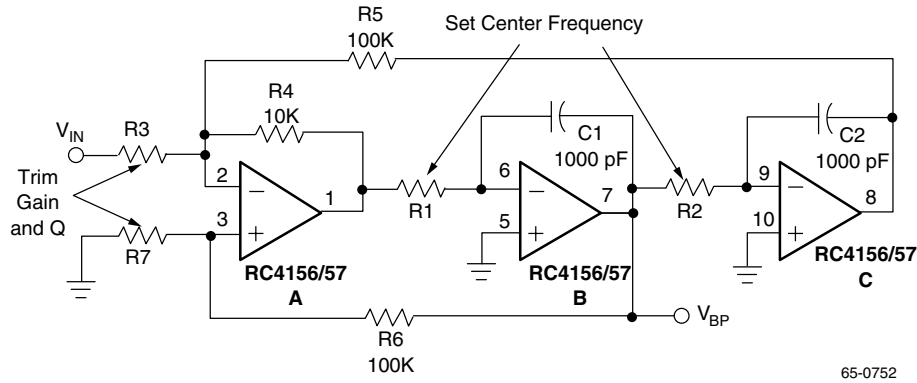 R5
100K
Set Center Frequency
R4
10K
VIN
R3
C1
1000 pF
C2
1000 pF
Trim
Gain
and Q
2
1
3
R7
R1
6
7
5
R2
9
8
10
RC4156/57
A
RC4156/57
B
RC4156/57
C
R6
100K
VBP
65-0752